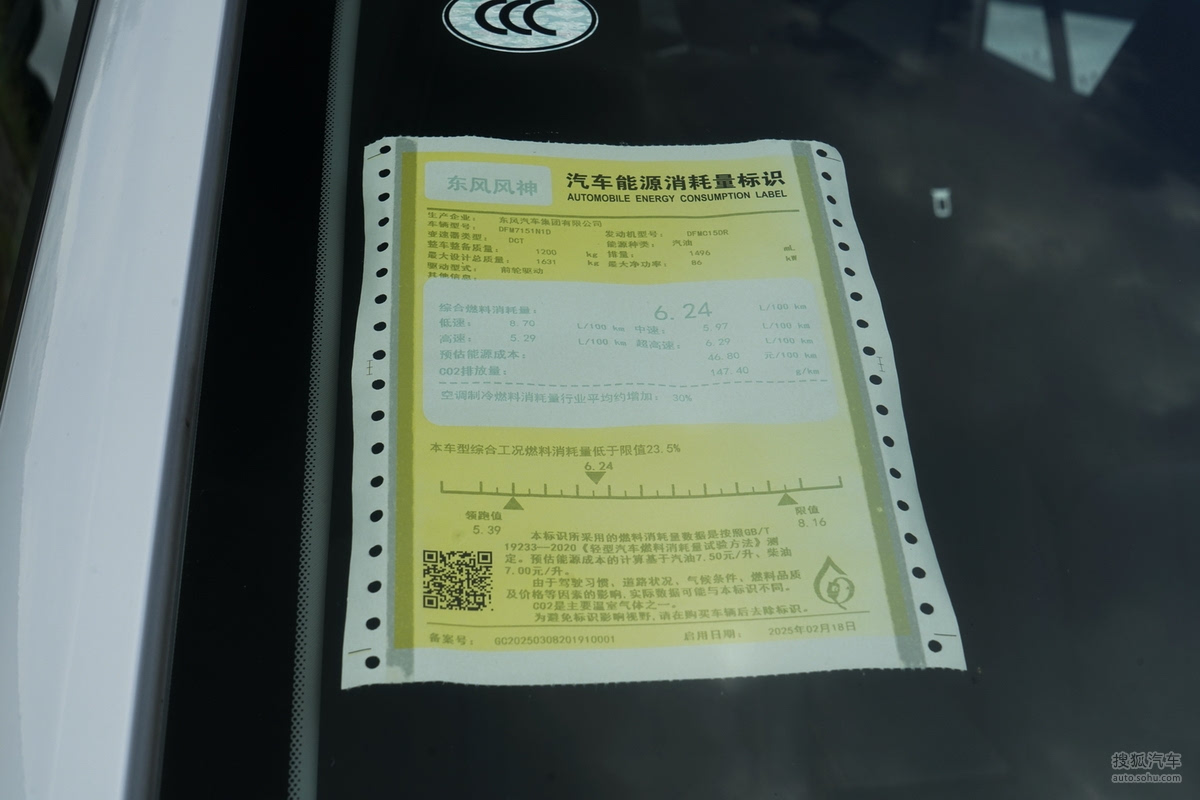 CCC
东风风神
汽车能源消耗量标识
AUTOMOBILE ENERGY CONSUMPTION LABEL
生产企业: 东风汽车集团有限公司
车辆型号: DFM7151N1D 发动机型号: DFMC15DR
变速器类型: DCT 能源种类: 汽油
整车整备质量: 1200 kg 排量: 1496 mL
最大设计总质量: 1631 kg 最大净功率: 86 kW
驱动型式: 前轮驱动
其他信息:
综合燃料消耗量: 6.24 L/100 km
低速: 8.70 L/100 km 中速: 5.97 L/100 km
高速: 5.29 L/100 km 超高速: 6.29 L/100 km
预估能源成本: 46.80 元/100 km
CO2排放量: 147.40 g/km
空调制冷燃料消耗量行业平均约增加: 30%
本车型综合工况燃料消耗量低于限值23.5%
6.24
领跑值 限值
5.39 8.16
本标识所采用的燃料消耗量数据是按照GB/T
19233—2020《轻型汽车燃料消耗量试验方法》测
定。预估能源成本的计算基于汽油7.50元/升、柴油
7.00元/升。
由于驾驶习惯、道路状况、气候条件、燃料品质
及价格等因素的影响,实际数据可能与本标识不同。
CO2是主要温室气体之一。
为避免标识影响视野,请在购买车辆后去除标识。
备案号: GC20250308201910001 启用日期: 2025年02月18日
搜狐汽车
auto.sohu.com